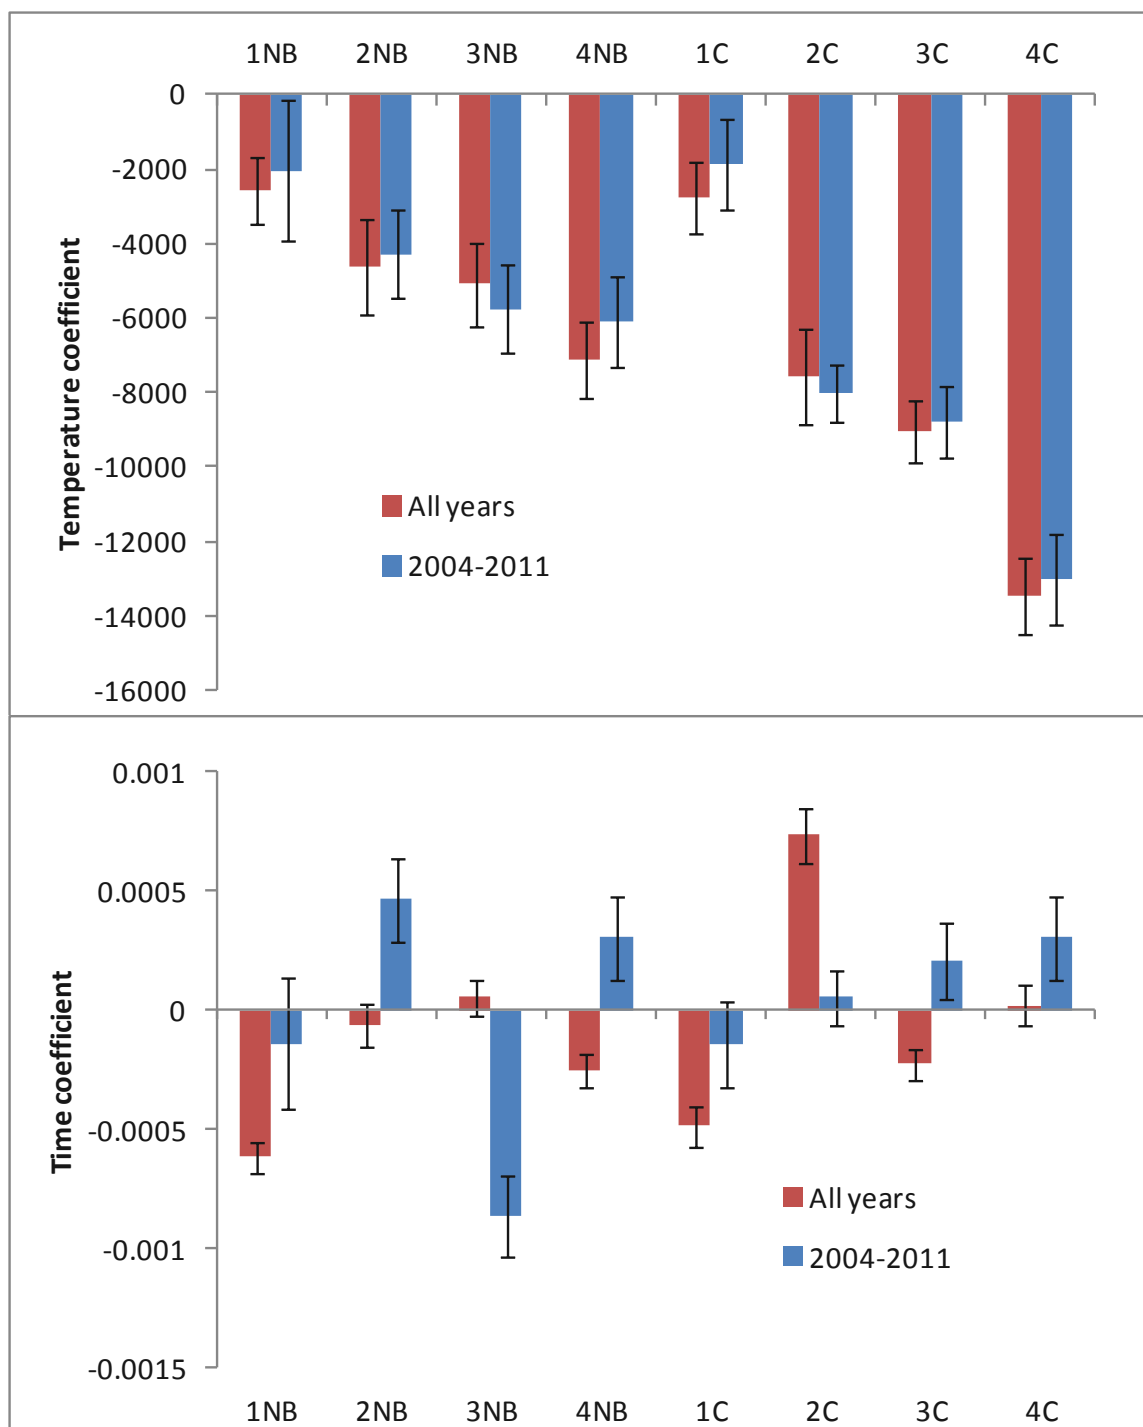 1NB 2NB 3NB 4NB 1C 2C 3C 4C
0
-2000
-4000
-6000
-8000
-10000
-12000
-14000
-16000
Temperature coefficient
All years
2004-2011
0.001
0.0005
0
-0.0005
-0.001
-0.0015
Time coefficient
All years
2004-2011
1NB 2NB 3NB 4NB 1C 2C 3C 4C